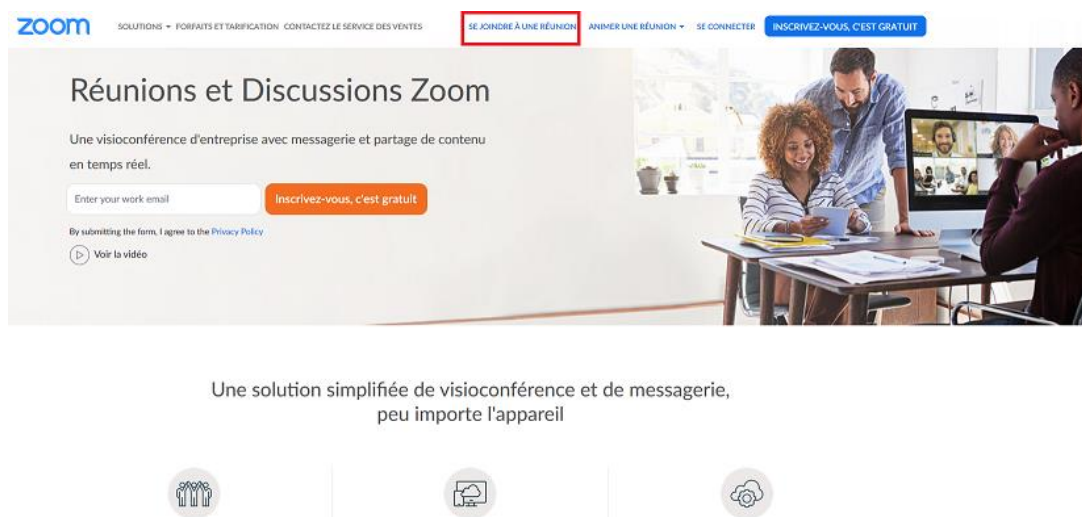 zoom
SOLUTIONS FORFAITS ET TARIFICATION CONTACTEZ LE SERVICE DES VENTES SE JOINDRE À UNE RÉUNION ANIMER UNE RÉUNION SE CONNECTER INSCRIVEZ-VOUS, C'EST GRATUIT
Réunions et Discussions Zoom
Une visioconférence d'entreprise avec messagerie et partage de contenu
en temps réel.
Enter your work email Inscrivez-vous, c'est gratuit
By submitting the form, I agree to the Privacy Policy
Voir la vidéo
Une solution simplifiée de visioconférence et de messagerie,
peu importe l'appareil